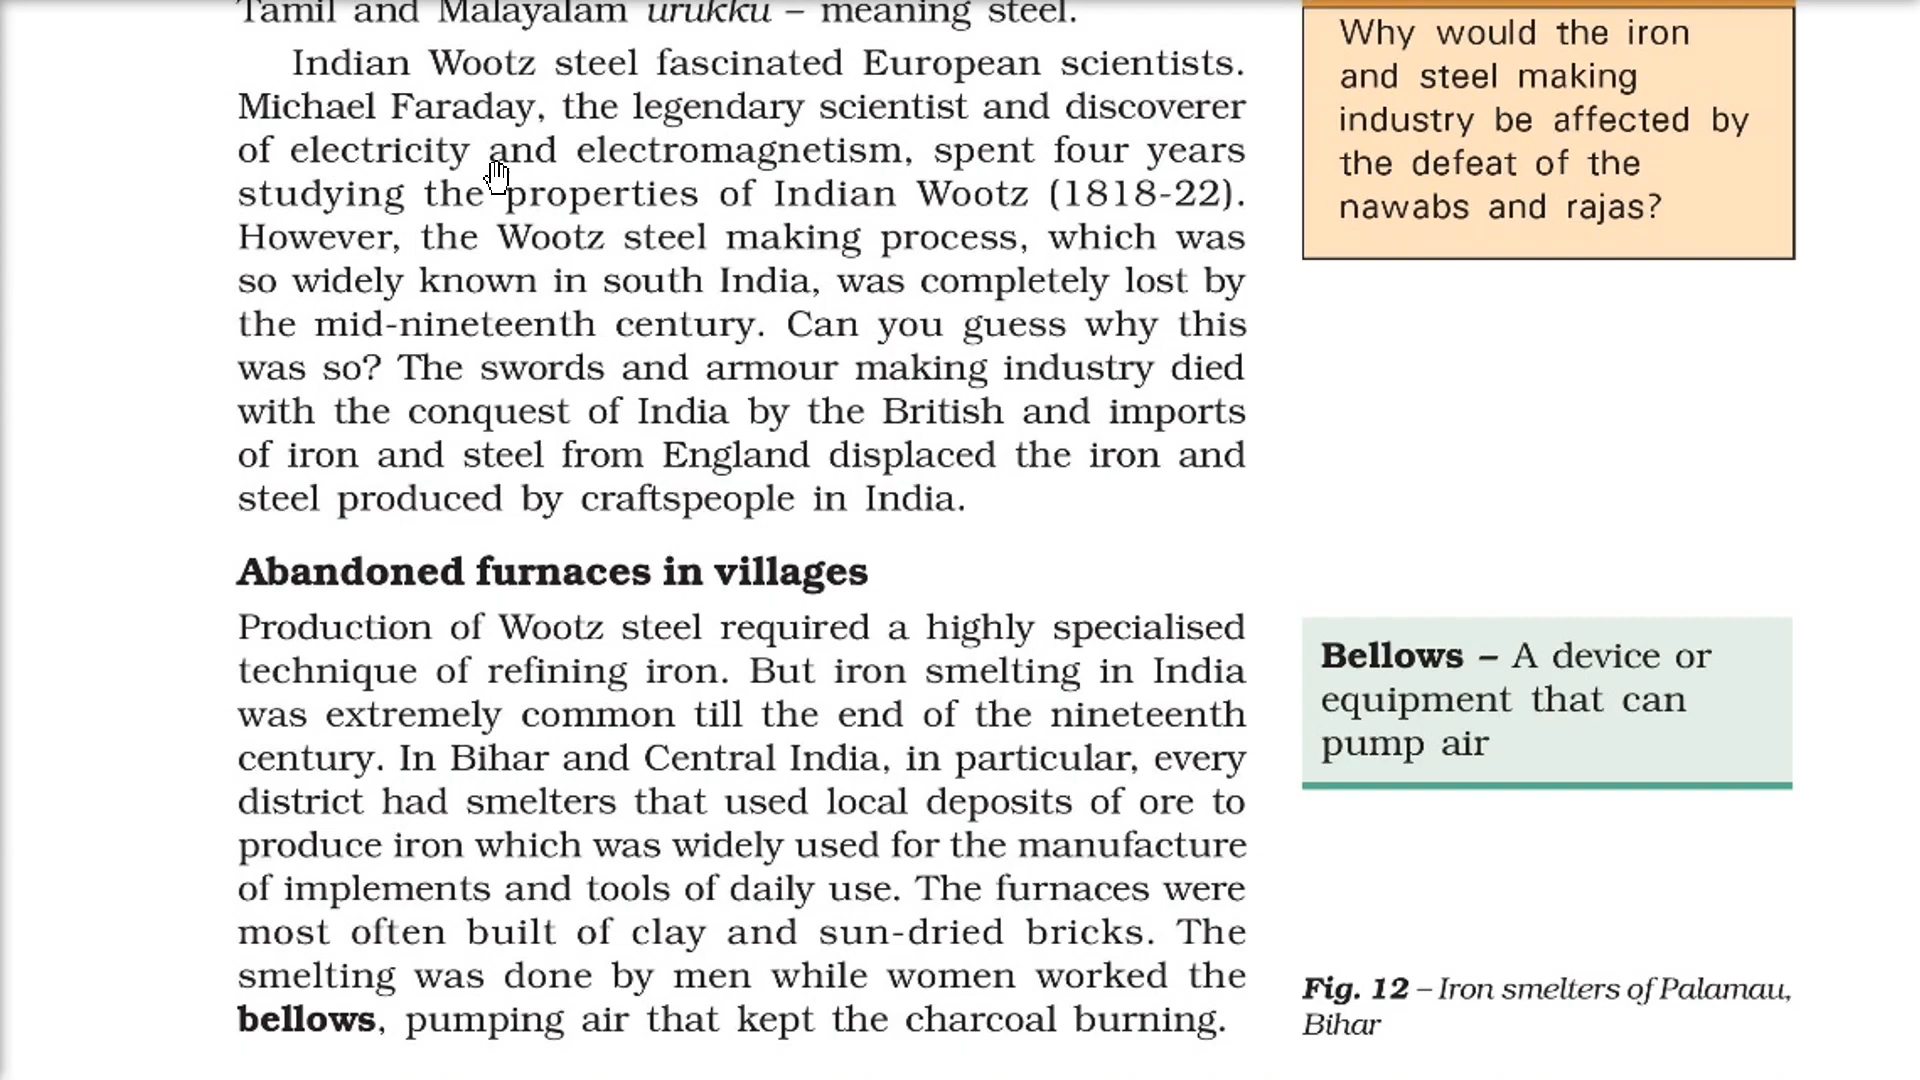 Tamil and Malayalam urukku – meaning steel.
Indian Wootz steel fascinated European scientists.
Michael Faraday, the legendary scientist and discoverer
of electricity and electromagnetism, spent four years
studying the properties of Indian Wootz (1818-22).
However, the Wootz steel making process, which was
so widely known in south India, was completely lost by
the mid-nineteenth century. Can you guess why this
was so? The swords and armour making industry died
with the conquest of India by the British and imports
of iron and steel from England displaced the iron and
steel produced by craftspeople in India.
Abandoned furnaces in villages
Production of Wootz steel required a highly specialised
technique of refining iron. But iron smelting in India
was extremely common till the end of the nineteenth
century. In Bihar and Central India, in particular, every
district had smelters that used local deposits of ore to
produce iron which was widely used for the manufacture
of implements and tools of daily use. The furnaces were
most often built of clay and sun-dried bricks. The
smelting was done by men while women worked the
bellows, pumping air that kept the charcoal burning.
Why would the iron
and steel making
industry be affected by
the defeat of the
nawabs and rajas?
Bellows – A device or
equipment that can
pump air
Fig. 12 – Iron smelters of Palamau,
Bihar